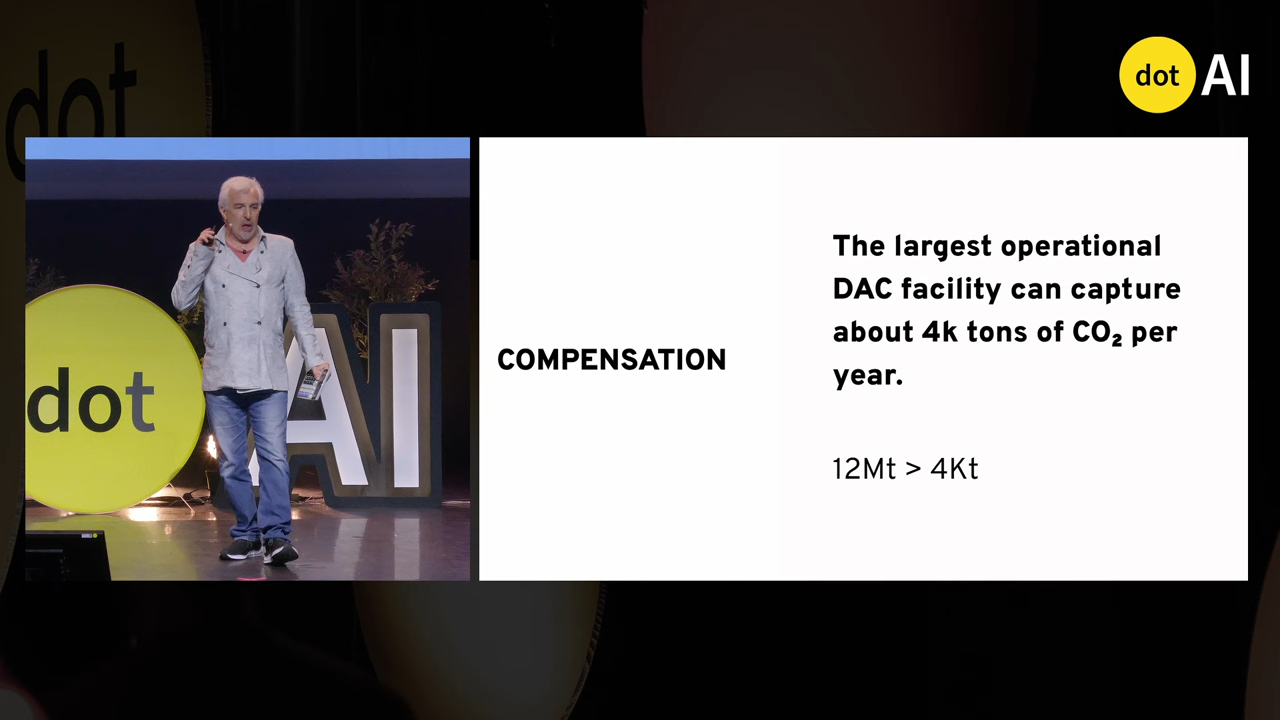 dot
dot AI
dot
AI
COMPENSATION
The largest operational
DAC facility can capture
about 4k tons of CO₂ per
year.
12Mt > 4Kt